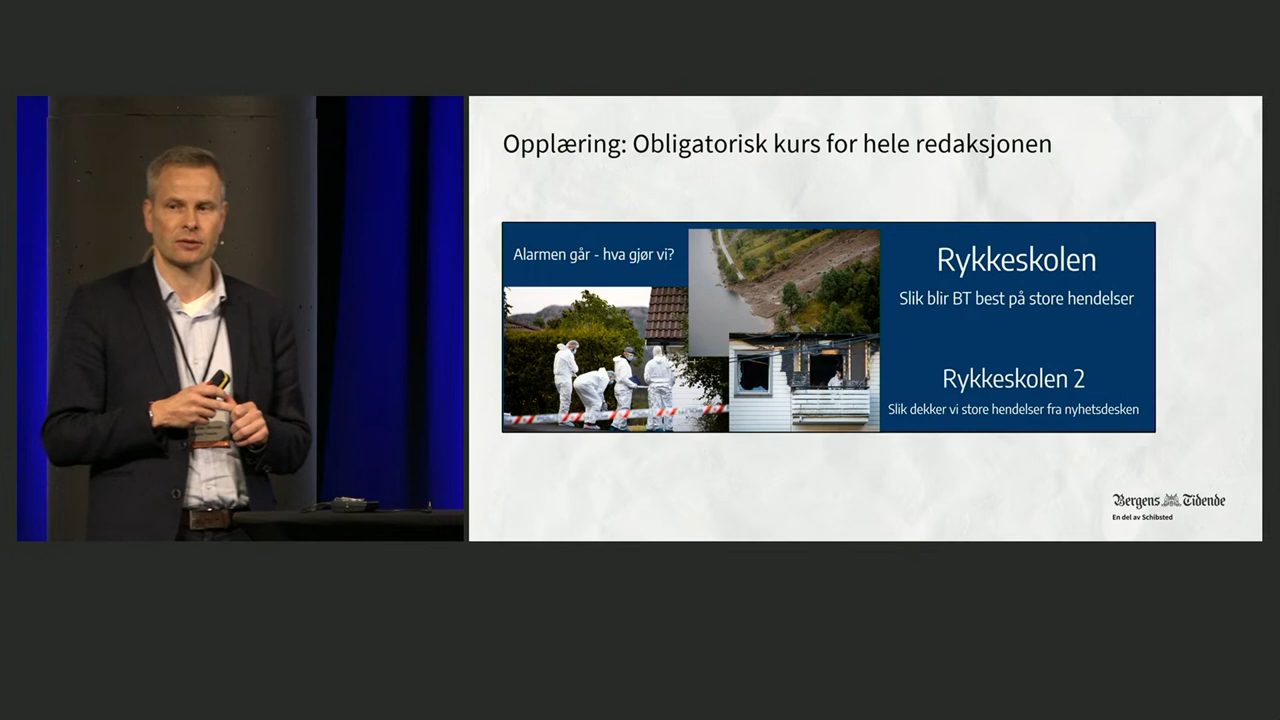 Opplæring: Obligatorisk kurs for hele redaksjonen
Alarmen går - hva gjør vi?
Rykkeskolen
Slik blir BT best på store hendelser
Rykkeskolen 2
Slik dekker vi store hendelser fra nyhetsdesken
Bergens Tidende
En del av Schibsted